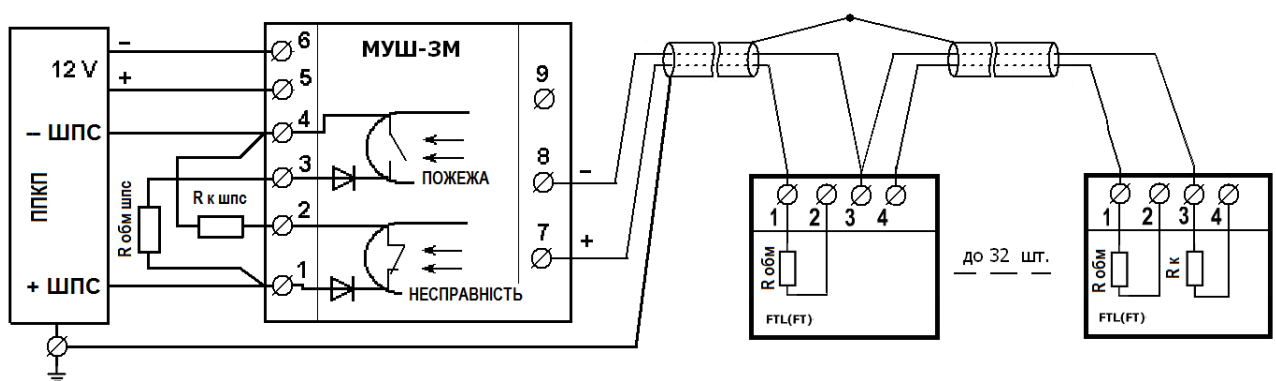 ППКП
12 V
–
+
– ШПС
+ ШПС
R обм шпс
R к шпс
МУШ-3М
6
5
4
3
2
1
ПОЖЕЖА
НЕСПРАВНІСТЬ
9
8
7
–
+
1
2
3
4
R обм
FTL(FT)
до 32 шт.
1
2
3
4
R обм
R к
FTL(FT)